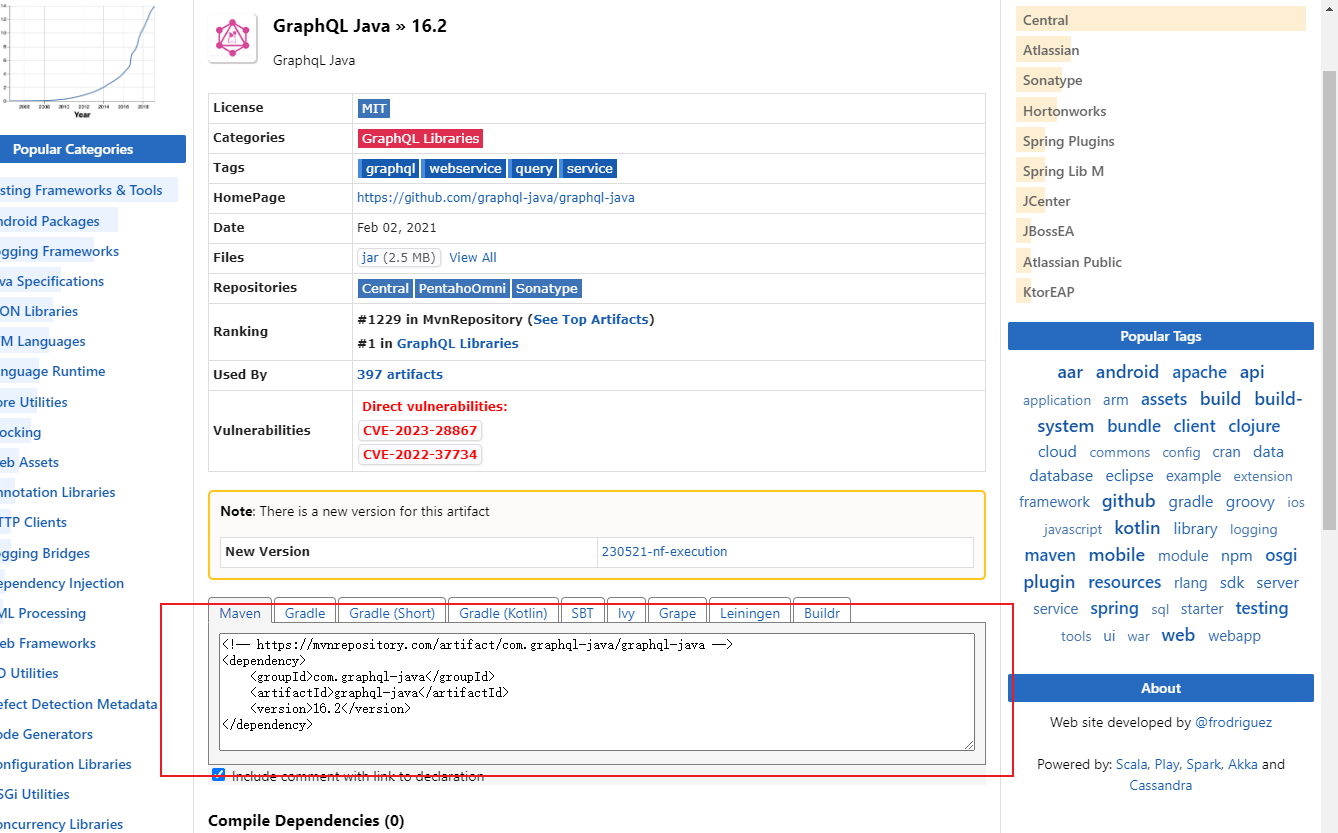 14
12
10
8
6
4
2
0
2006 2008 2010 2012 2014 2016 2018
Year
Popular Categories
sting Frameworks & Tools
ndroid Packages
gging Frameworks
va Specifications
ON Libraries
M Languages
nguage Runtime
ore Utilities
ocking
eb Assets
nnotation Libraries
TTP Clients
gging Bridges
ependency Injection
ML Processing
eb Frameworks
O Utilities
efect Detection Metadata
ode Generators
onfiguration Libraries
SGi Utilities
oncurrency Libraries
GraphQL Java » 16.2
GraphqL Java
License MIT
Categories GraphQL Libraries
Tags graphql webservice query service
HomePage https://github.com/graphql-java/graphql-java
Date Feb 02, 2021
Files jar (2.5 MB) View All
Repositories Central PentahoOmni Sonatype
Ranking #1229 in MvnRepository (See Top Artifacts)
#1 in GraphQL Libraries
Used By 397 artifacts
Vulnerabilities Direct vulnerabilities:
CVE-2023-28867
CVE-2022-37734
Note: There is a new version for this artifact
New Version 230521-nf-execution
Maven Gradle Gradle (Short) Gradle (Kotlin) SBT Ivy Grape Leiningen Buildr
<!-- https://mvnrepository.com/artifact/com.graphql-java/graphql-java -->
<dependency>
<groupId>com.graphql-java</groupId>
<artifactId>graphql-java</artifactId>
<version>16.2</version>
</dependency>
Include comment with link to declaration
Compile Dependencies (0)
Central
Atlassian
Sonatype
Hortonworks
Spring Plugins
Spring Lib M
JCenter
JBossEA
Atlassian Public
KtorEAP
Popular Tags
aar android apache api
application arm assets build build-
system bundle client clojure
cloud commons config cran data
database eclipse example extension
framework github gradle groovy ios
javascript kotlin library logging
maven mobile module npm osgi
plugin resources rlang sdk server
service spring sql starter testing
tools ui war web webapp
About
Web site developed by @frodriguez
Powered by: Scala, Play, Spark, Akka and
Cassandra